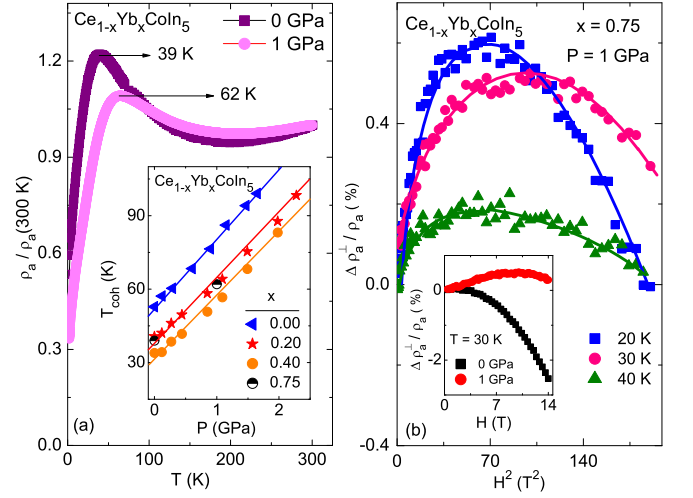 Ce1-xYbxCoIn5
0 GPa
1 GPa
39 K
62 K
1.2
0.9
0.6
0.3
0.0
ρa / ρa(300 K)
0 100 200 300
T (K)
(a)
Ce1-xYbxCoIn5
90
60
30
Tcoh (K)
x
0.00
0.20
0.40
0.75
0 1 2
P (GPa)
Ce1-xYbxCoIn5
x = 0.75
P = 1 GPa
0.4
0.0
-0.4
Δ ρa⊥ / ρa (%)
T = 30 K
0 GPa
1 GPa
0
-2
Δ ρa⊥ / ρa (%)
0 7 14
H (T)
20 K
30 K
40 K
(b)
0 70 140
H2 (T2)